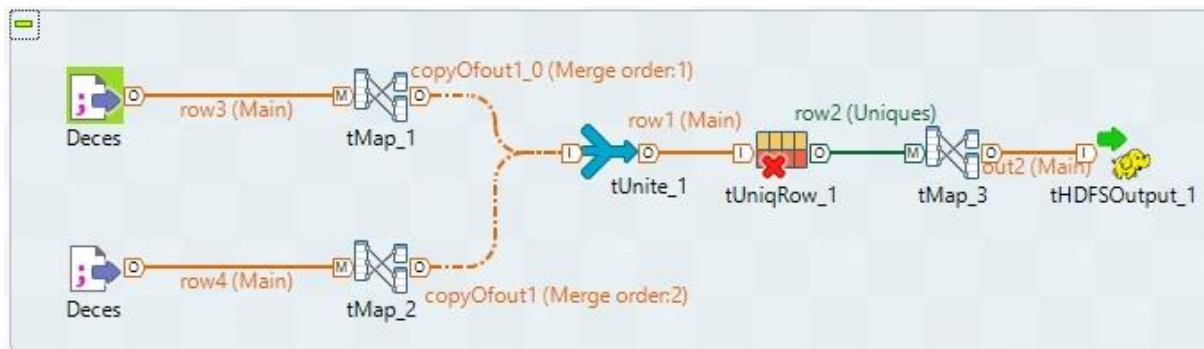 copyOfout1_0 (Merge order:1)
row3 (Main)
Deces
tMap_1
row1 (Main)
row2 (Uniques)
out2 (Main)
tUnite_1
tUniqRow_1
tMap_3
tHDFSOutput_1
row4 (Main)
copyOfout1 (Merge order:2)
Deces
tMap_2